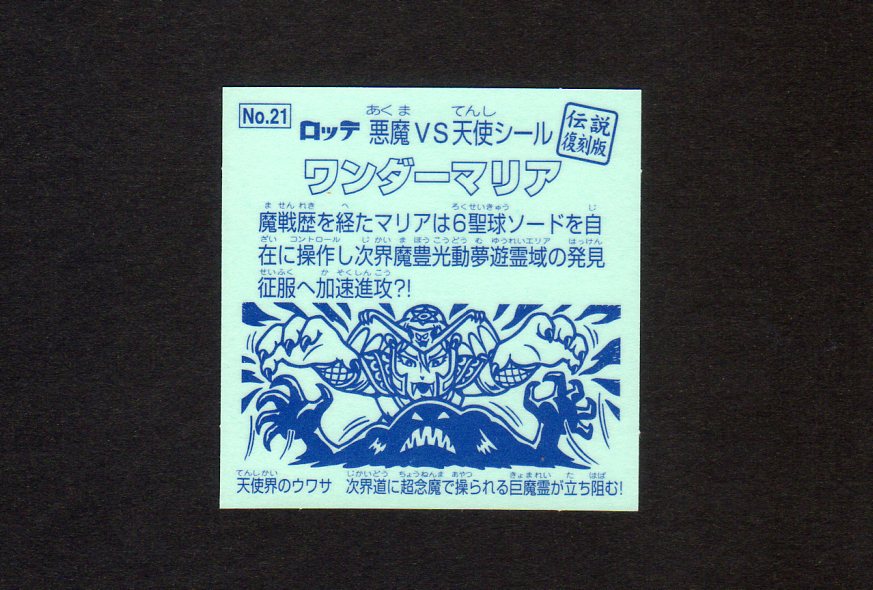 No.21
ロッテ 悪魔VS天使シール
あくま てんし
伝説
復刻版
ワンダーマリア
ませんれき へ ろくせいきゅう じ
魔戦歴を経たマリアは6聖球ソードを自
ざい コントロール じかいまほうこうどうむゆうれいエリア はっけん
在に操作し次界魔豊光動夢遊霊域の発見
せいふく かそくしんこう
征服へ加速進攻?!
てんしかい じかいどう ちょうねんま あやつ きょまれい た はば
天使界のウワサ 次界道に超念魔で操られる巨魔霊が立ち阻む!